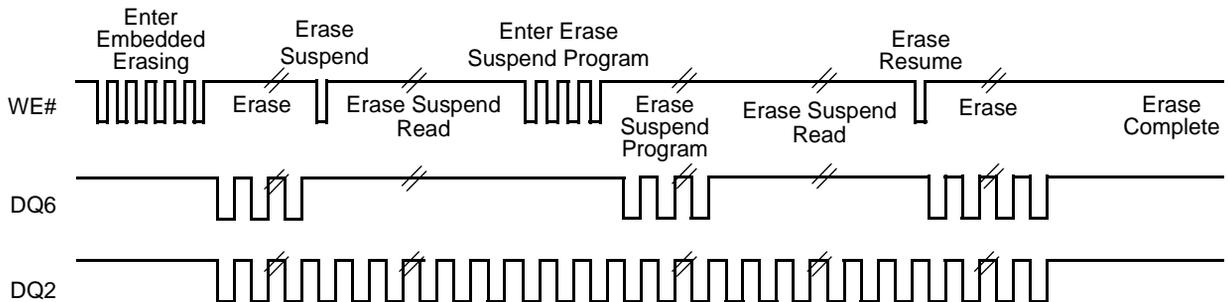 Enter
Embedded
Erasing
Erase
Suspend
Enter Erase
Suspend Program
Erase
Resume
WE#
Erase
Erase Suspend
Read
Erase
Suspend
Program
Erase Suspend
Read
Erase
Erase
Complete
DQ6
DQ2